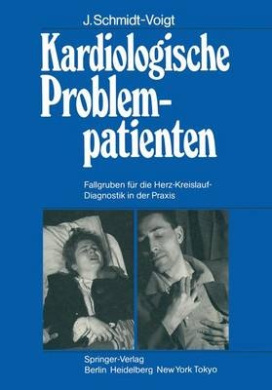 J. Schmidt-Voigt
Kardiologische
Problem-
patienten
Fallgruben für die Herz-Kreislauf-
Diagnostik in der Praxis
Springer-Verlag
Berlin Heidelberg New York Tokyo